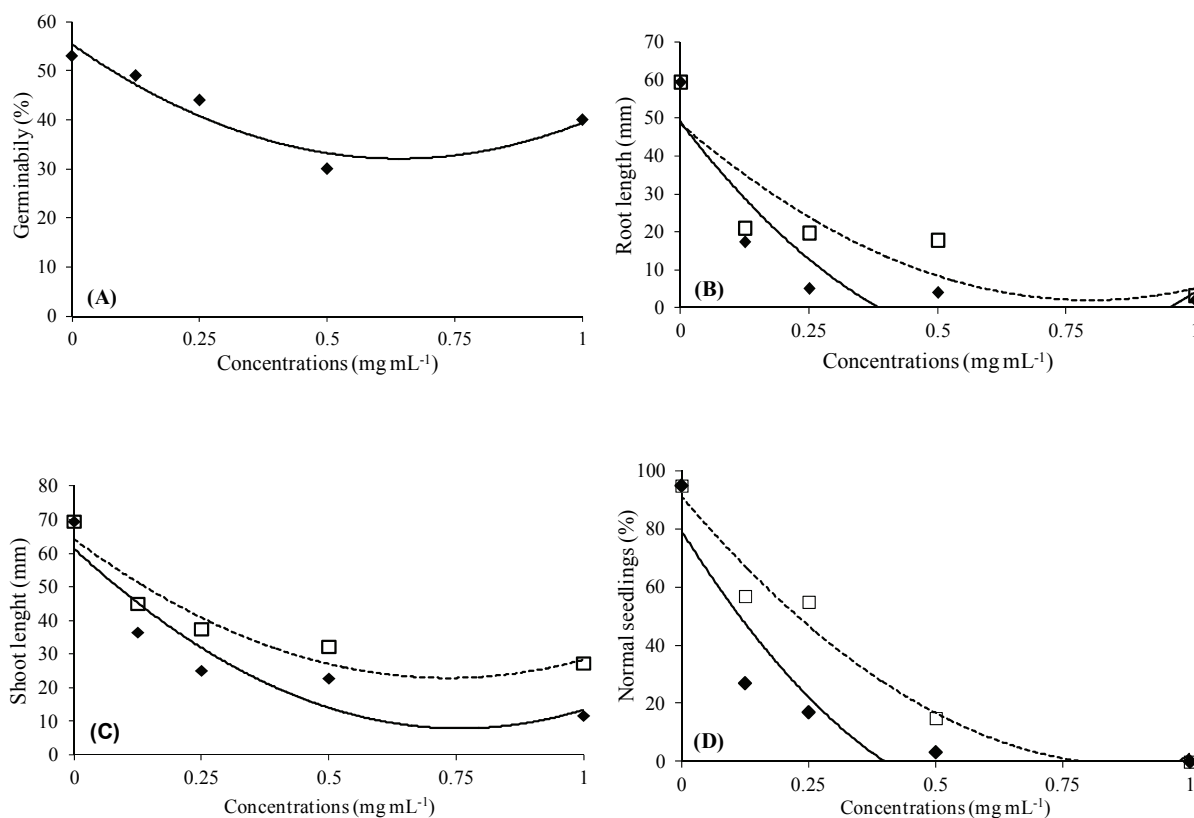 60
50
40
30
20
10
0
Germinabily (%)
(A)
0 0.25 0.5 0.75 1
Concentrations (mg mL-1)
70
60
50
40
30
20
10
0
Root length (mm)
(B)
0 0.25 0.5 0.75 1
Concentrations (mg mL-1)
80
70
60
50
40
30
20
10
0
Shoot lenght (mm)
(C)
0 0.25 0.5 0.75 1
Concentrations (mg mL-1)
100
80
60
40
20
0
Normal seedlings (%)
(D)
0 0.25 0.5 0.75 1
Concentrations (mg mL-1)